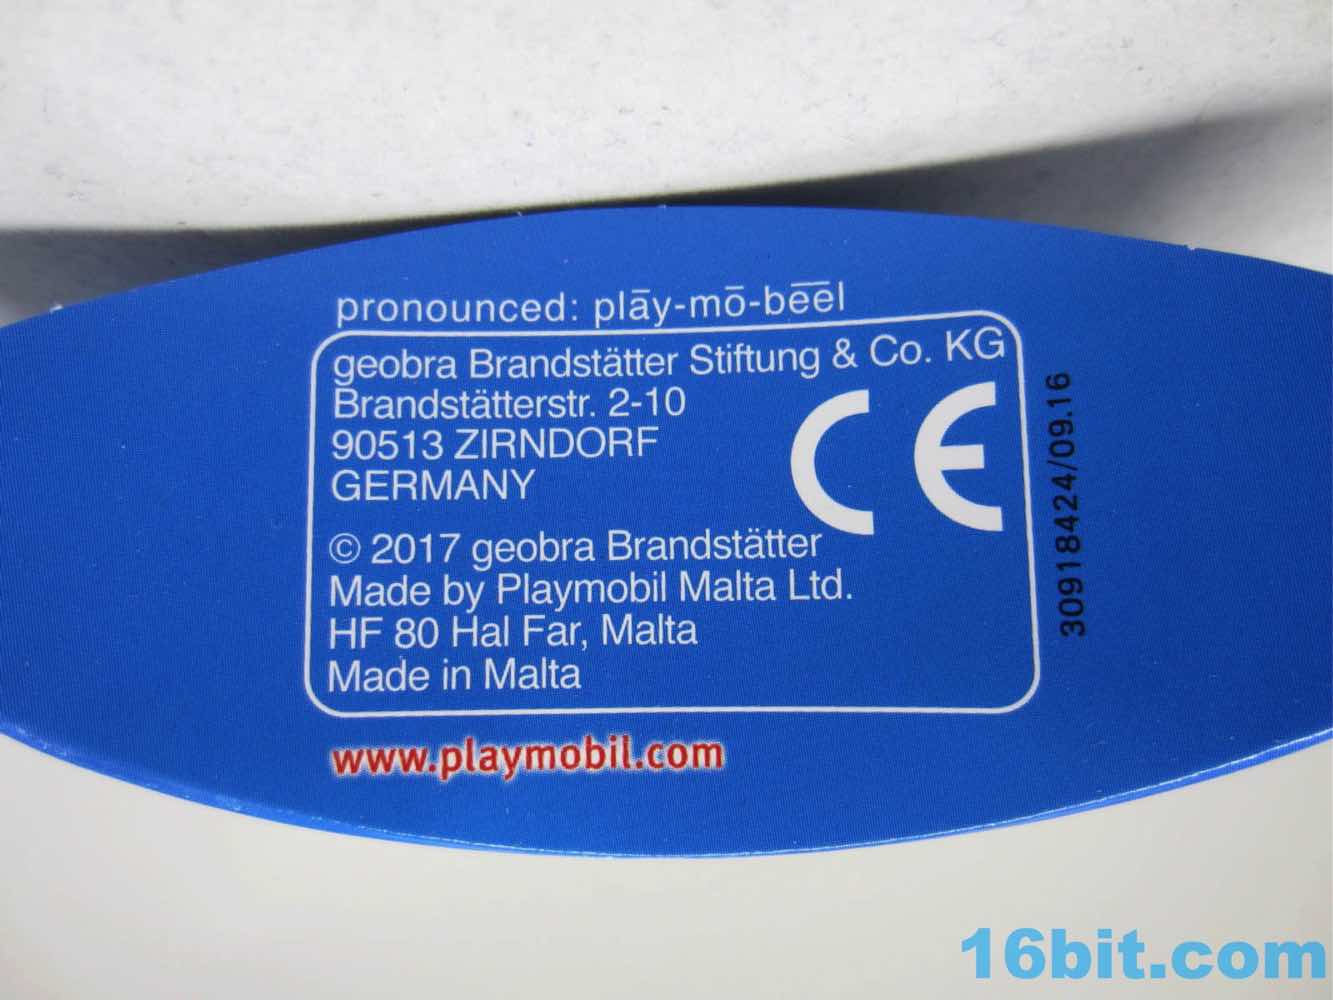 pronounced: plāy-mō-bēēl
geobra Brandstätter Stiftung & Co. KG
Brandstätterstr. 2-10
90513 ZIRNDORF
GERMANY
CE
© 2017 geobra Brandstätter
Made by Playmobil Malta Ltd.
HF 80 Hal Far, Malta
Made in Malta
30918424/09.16
www.playmobil.com
16bit.com